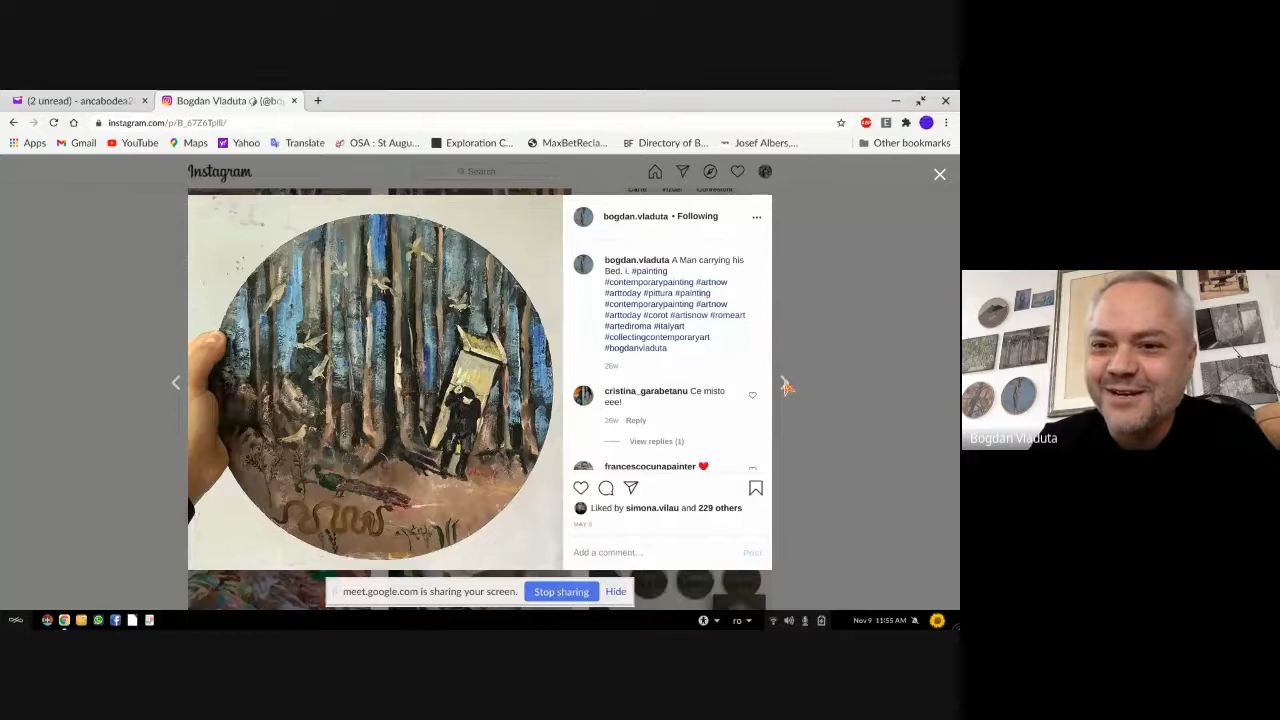 (2 unread) - ancabodea2
Bogdan Vladuta
instagram.com/p/B_67Z6Tplli/
Apps
Gmail
YouTube
Maps
Yahoo
Translate
OSA : St Augu...
Exploration C...
MaxBetRecla...
BF Directory of B...
Josef Albers,...
Other bookmarks
Instagram
Search
bogdan.vladuta • Following
bogdan.vladuta A Man carrying his
Bed. i. #painting
#contemporarypainting #artnow
#arttoday #pittura #painting
#contemporarypainting #artnow
#arttoday #corot #artisnow #romeart
#artediroma #italyart
#collectingcontemporaryart
#bogdanvladuta
26w
cristina_garabetanu Ce misto
eee!
26w Reply
View replies (1)
francescocunapainter ❤
Liked by simona.vilau and 229 others
Add a comment...
Post
meet.google.com is sharing your screen.
Stop sharing
Hide
ro
Nov 9 11:55 AM
Bogdan Vladuta